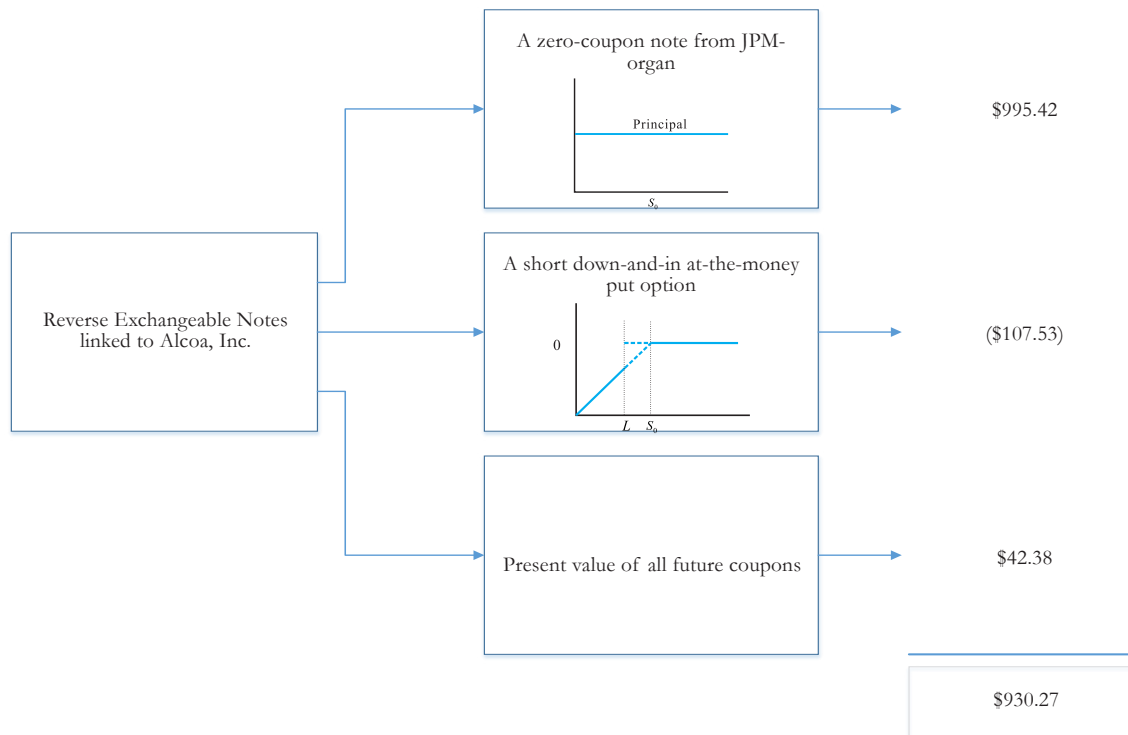 A zero-coupon note from JPM-
organ
Principal
S₀
$995.42
Reverse Exchangeable Notes
linked to Alcoa, Inc.
A short down-and-in at-the-money
put option
0
L S₀
($107.53)
Present value of all future coupons
$42.38
$930.27